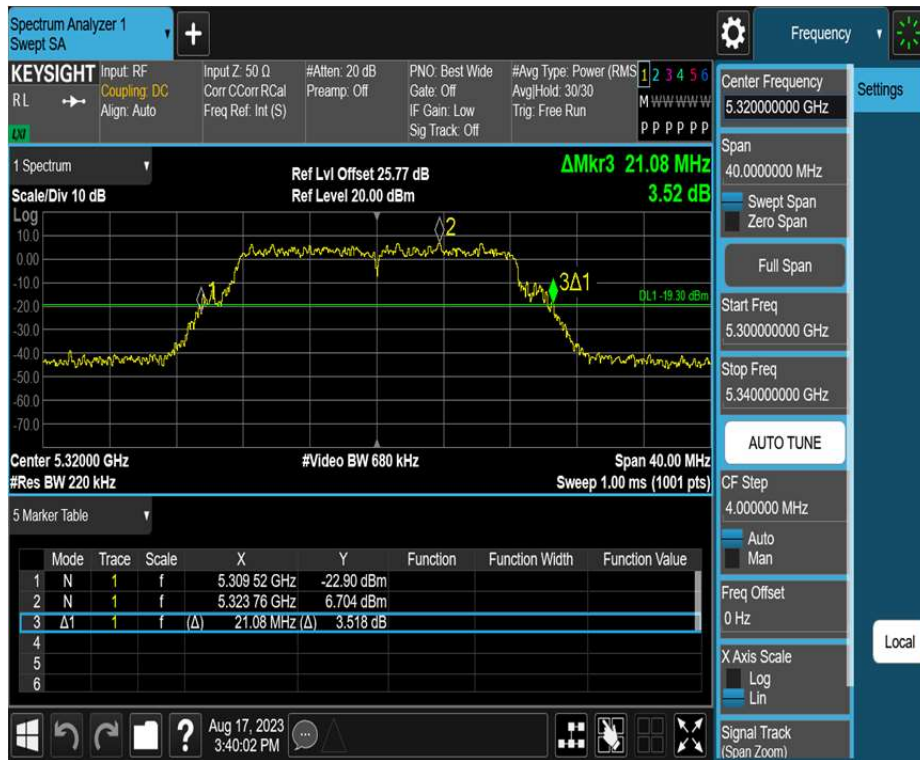 Spectrum Analyzer 1
Swept SA
+
Frequency
KEYSIGHT
RL
LXI
Input: RF
Coupling: DC
Align: Auto
Input Z: 50 Ω
Corr CCorr RCal
Freq Ref: Int (S)
#Atten: 20 dB
Preamp: Off
PNO: Best Wide
Gate: Off
IF Gain: Low
Sig Track: Off
#Avg Type: Power (RMS
Avg|Hold: 30/30
Trig: Free Run
1 2 3 4 5 6
M W W W W W
P P P P P P
1 Spectrum
Scale/Div 10 dB
Ref Lvl Offset 25.77 dB
Ref Level 20.00 dBm
ΔMkr3 21.08 MHz
3.52 dB
Log
10.0
0.00
-10.0
-20.0
-30.0
-40.0
-50.0
-60.0
-70.0
1
2
3Δ1
DL1 -19.30 dBm
Center 5.32000 GHz
#Video BW 680 kHz
Span 40.00 MHz
#Res BW 220 kHz
Sweep 1.00 ms (1001 pts)
5 Marker Table
Mode Trace Scale X Y Function Function Width Function Value
1 N 1 f 5.309 52 GHz -22.90 dBm
2 N 1 f 5.323 76 GHz 6.704 dBm
3 Δ1 1 f (Δ) 21.08 MHz (Δ) 3.518 dB
4
5
6
?
Aug 17, 2023
3:40:02 PM
Center Frequency
5.320000000 GHz
Span
40.0000000 MHz
Swept Span
Zero Span
Full Span
Start Freq
5.300000000 GHz
Stop Freq
5.340000000 GHz
AUTO TUNE
CF Step
4.000000 MHz
Auto
Man
Freq Offset
0 Hz
X Axis Scale
Log
Lin
Signal Track
(Span Zoom)
Settings
Local